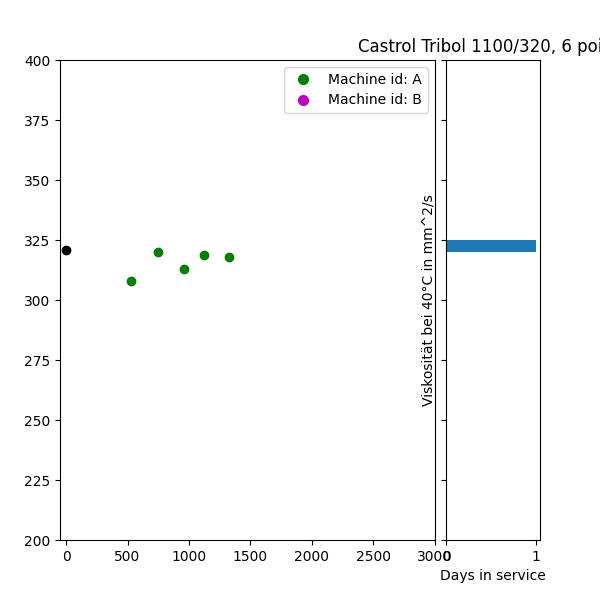 Castrol Tribol 1100/320, 6 poi
400
375
350
325
300
275
250
225
200
Machine id: A
Machine id: B
Viskosität bei 40°C in mm^2/s
0 500 1000 1500 2000 2500 3000
0 1
Days in service